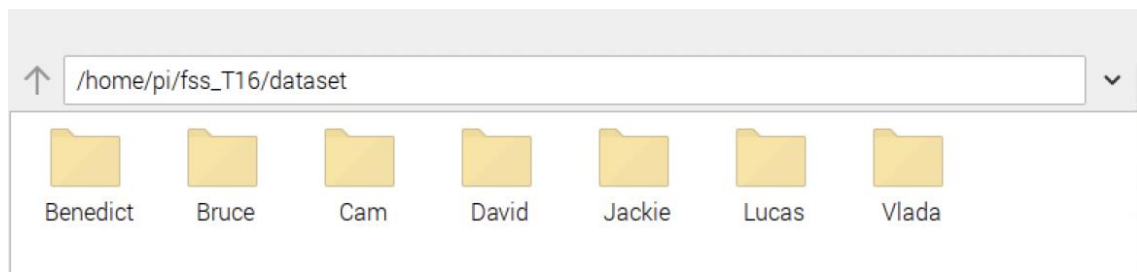 /home/pi/fss_T16/dataset
Benedict Bruce Cam David Jackie Lucas Vlada